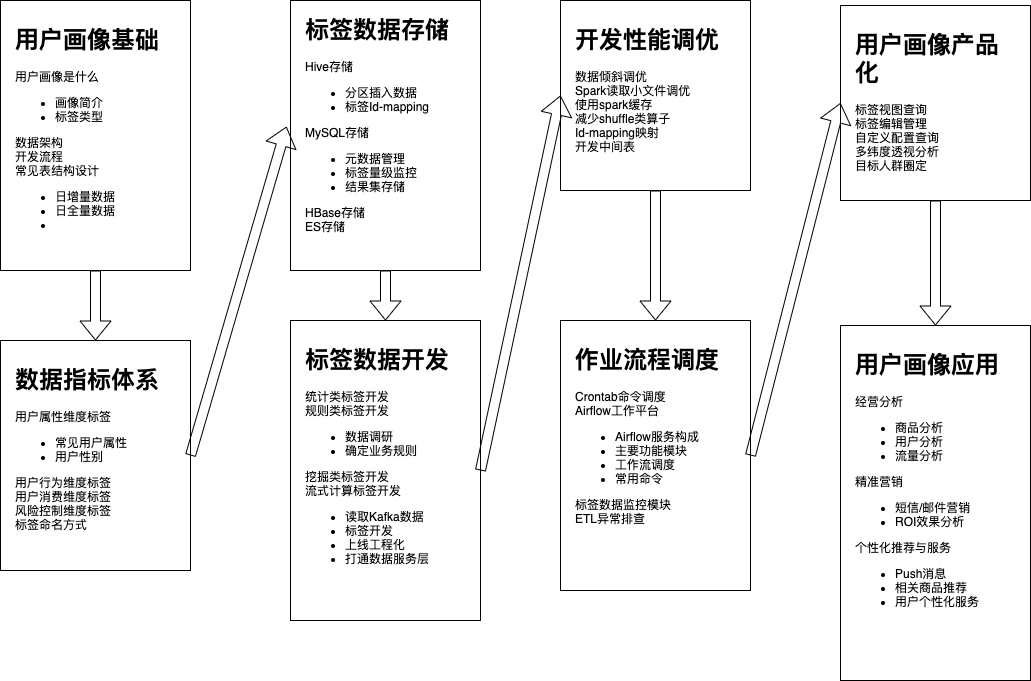 用户画像基础
用户画像是什么
画像简介
标签类型
数据架构
开发流程
常见表结构设计
日增量数据
日全量数据
数据指标体系
用户属性维度标签
常见用户属性
用户性别
用户行为维度标签
用户消费维度标签
风险控制维度标签
标签命名方式
标签数据存储
Hive存储
分区插入数据
标签Id-mapping
MySQL存储
元数据管理
标签量级监控
结果集存储
HBase存储
ES存储
标签数据开发
统计类标签开发
规则类标签开发
数据调研
确定业务规则
挖掘类标签开发
流式计算标签开发
读取Kafka数据
标签开发
上线工程化
打通数据服务层
开发性能调优
数据倾斜调优
Spark读取小文件调优
使用spark缓存
减少shuffle类算子
Id-mapping映射
开发中间表
作业流程调度
Crontab命令调度
Airflow工作平台
Airflow服务构成
主要功能模块
工作流调度
常用命令
标签数据监控模块
ETL异常排查
用户画像产品
化
标签视图查询
标签编辑管理
自定义配置查询
多纬度透视分析
目标人群圈定
用户画像应用
经营分析
商品分析
用户分析
流量分析
精准营销
短信/邮件营销
ROI效果分析
个性化推荐与服务
Push消息
相关商品推荐
用户个性化服务